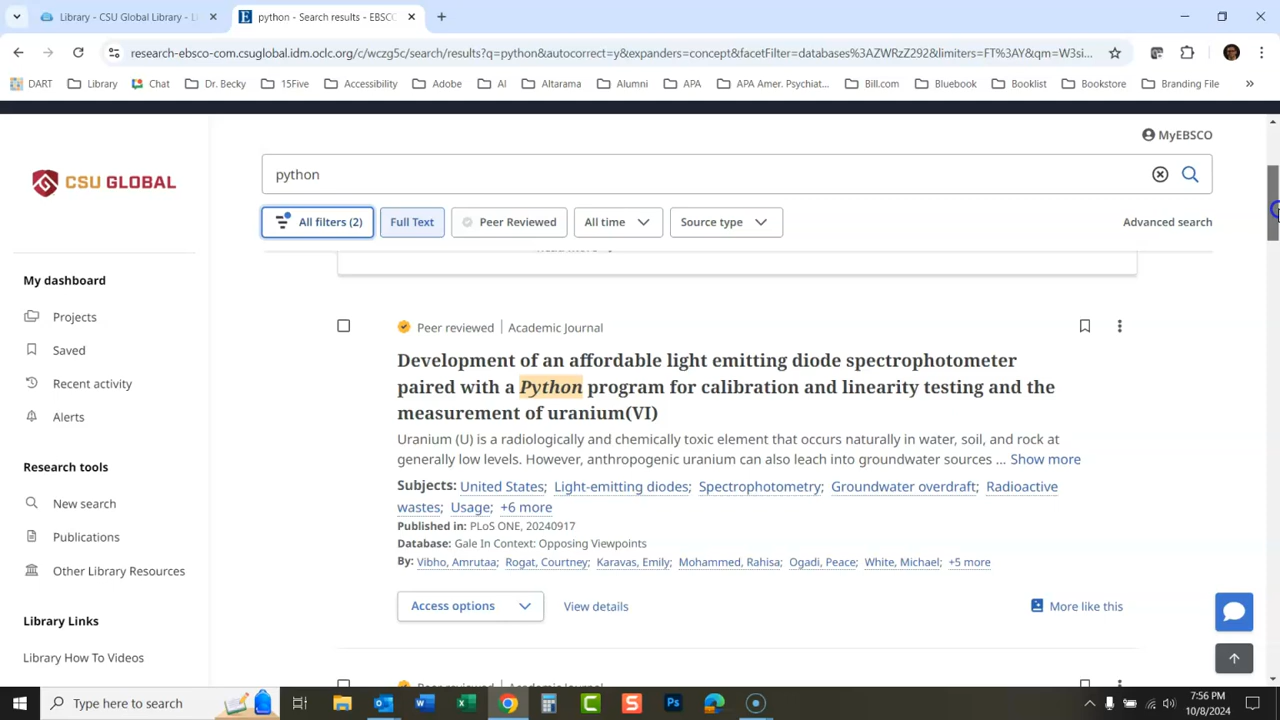 Library - CSU Global Library - L
python - Search results - EBSCO
research-ebsco-com.csuglobal.idm.oclc.org/c/wczg5c/search/results?q=python&autocorrect=y&expanders=concept&facetFilter=databases%3AZWRzZ292&limiters=FT%3AY&qm=W3si...
DART Library Chat Dr. Becky 15Five Accessibility Adobe AI Altarama Alumni APA APA Amer. Psychiat... Bill.com Bluebook Booklist Bookstore Branding File »
MyEBSCO
CSU GLOBAL
python
All filters (2) Full Text Peer Reviewed All time Source type Advanced search
My dashboard
Projects
Saved
Recent activity
Alerts
Research tools
New search
Publications
Other Library Resources
Library Links
Library How To Videos
Peer reviewed | Academic Journal
Development of an affordable light emitting diode spectrophotometer
paired with a Python program for calibration and linearity testing and the
measurement of uranium(VI)
Uranium (U) is a radiologically and chemically toxic element that occurs naturally in water, soil, and rock at
generally low levels. However, anthropogenic uranium can also leach into groundwater sources ... Show more
Subjects: United States; Light-emitting diodes; Spectrophotometry; Groundwater overdraft; Radioactive
wastes; Usage; +6 more
Published in: PLoS ONE, 20240917
Database: Gale In Context: Opposing Viewpoints
By: Vibho, Amrutaa; Rogat, Courtney; Karavas, Emily; Mohammed, Rahisa; Ogadi, Peace; White, Michael; +5 more
Access options View details More like this
Type here to search
7:56 PM
10/8/2024